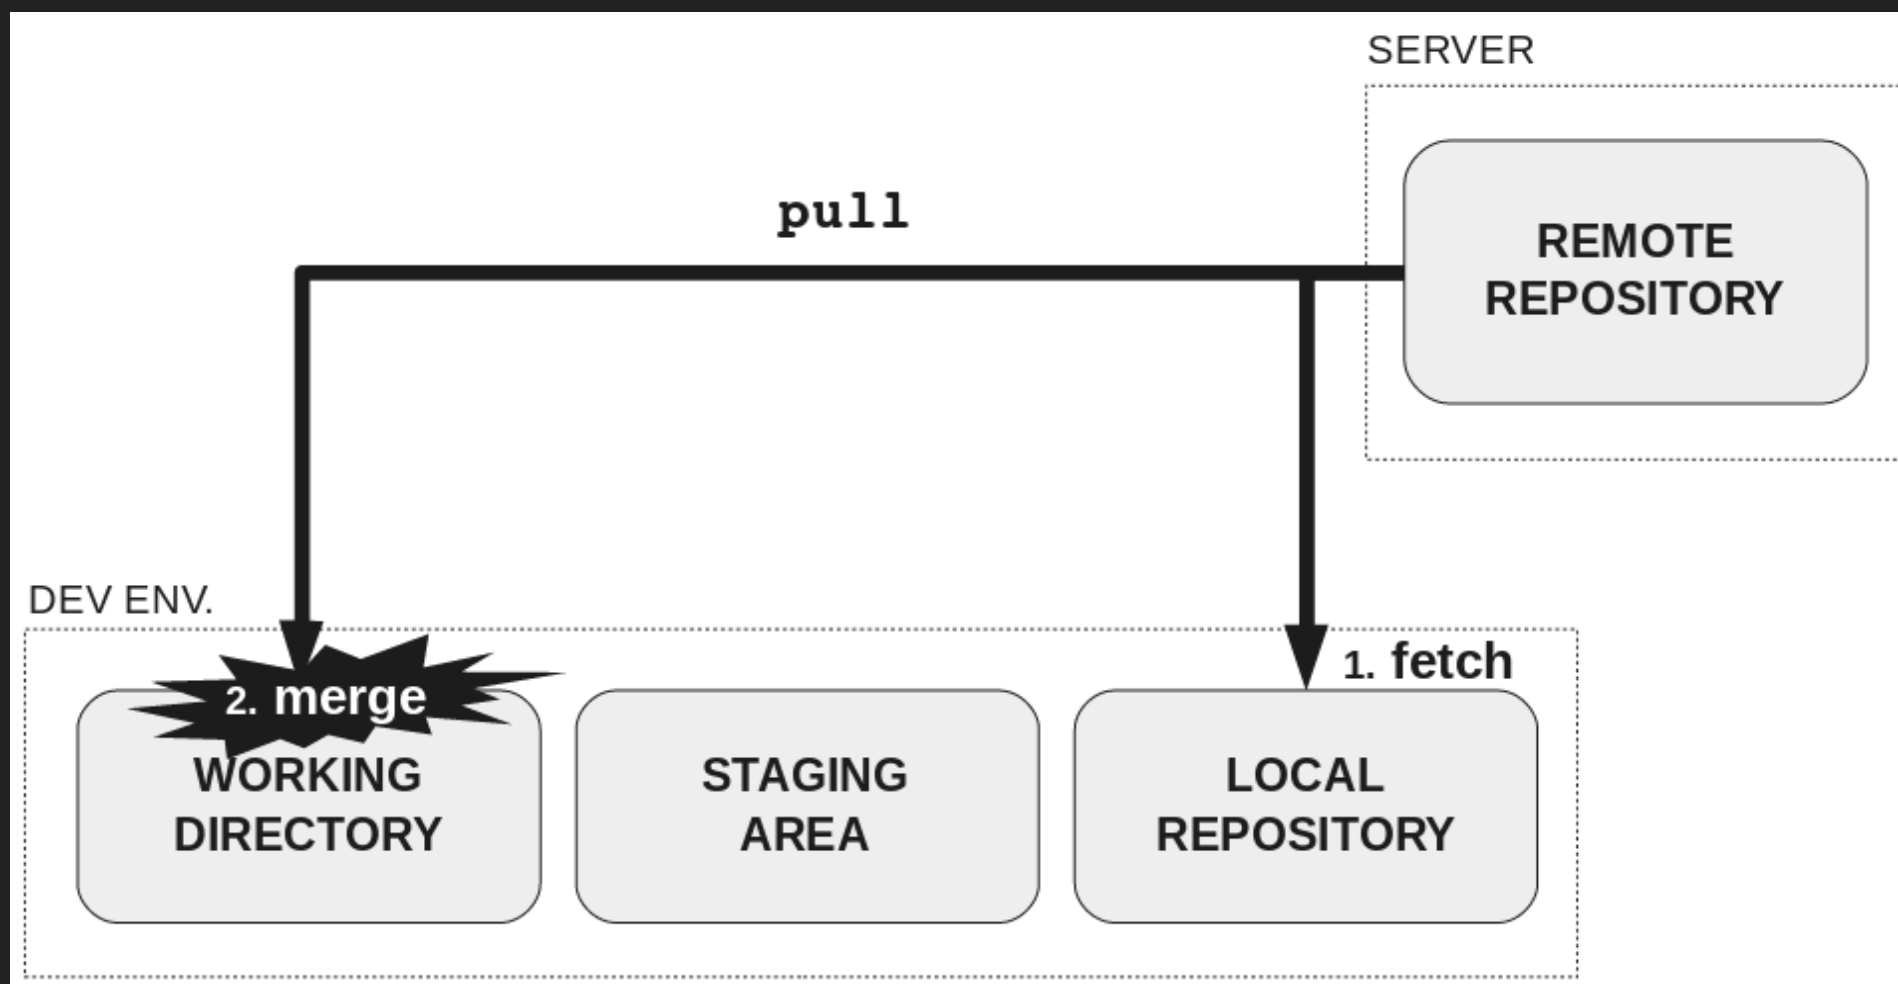 SERVER
REMOTE
REPOSITORY
pull
DEV ENV.
1. fetch
2. merge
WORKING
DIRECTORY
STAGING
AREA
LOCAL
REPOSITORY